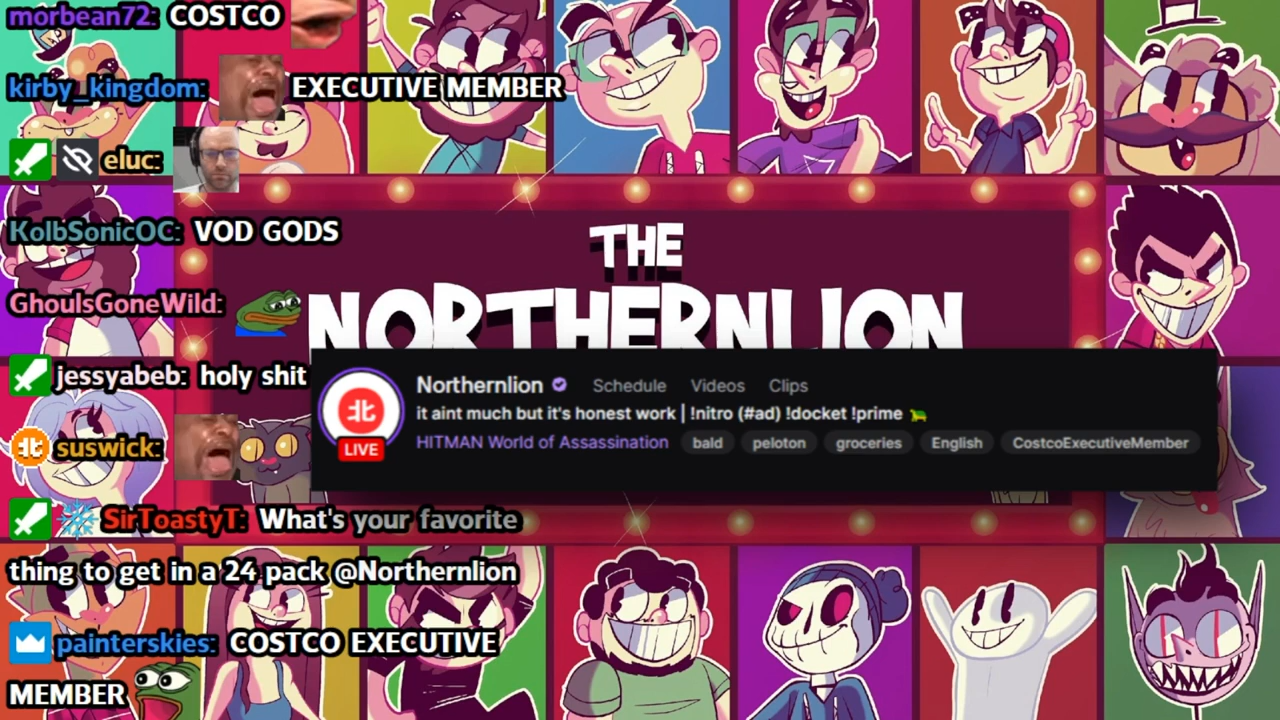 morbean72: COSTCO
kirby_kingdom: EXECUTIVE MEMBER
eluc:
KolbSonicOC: VOD GODS
GhoulsGoneWild:
jessyabeb: holy shit
suswick:
SirToastyT: What's your favorite
thing to get in a 24 pack @Northernlion
painterskies: COSTCO EXECUTIVE
MEMBER
THE
NORTHERNLION
Northernlion Schedule Videos Clips
it aint much but it's honest work | !nitro (#ad) !docket !prime
HITMAN World of Assassination bald peloton groceries English CostcoExecutiveMember
LIVE